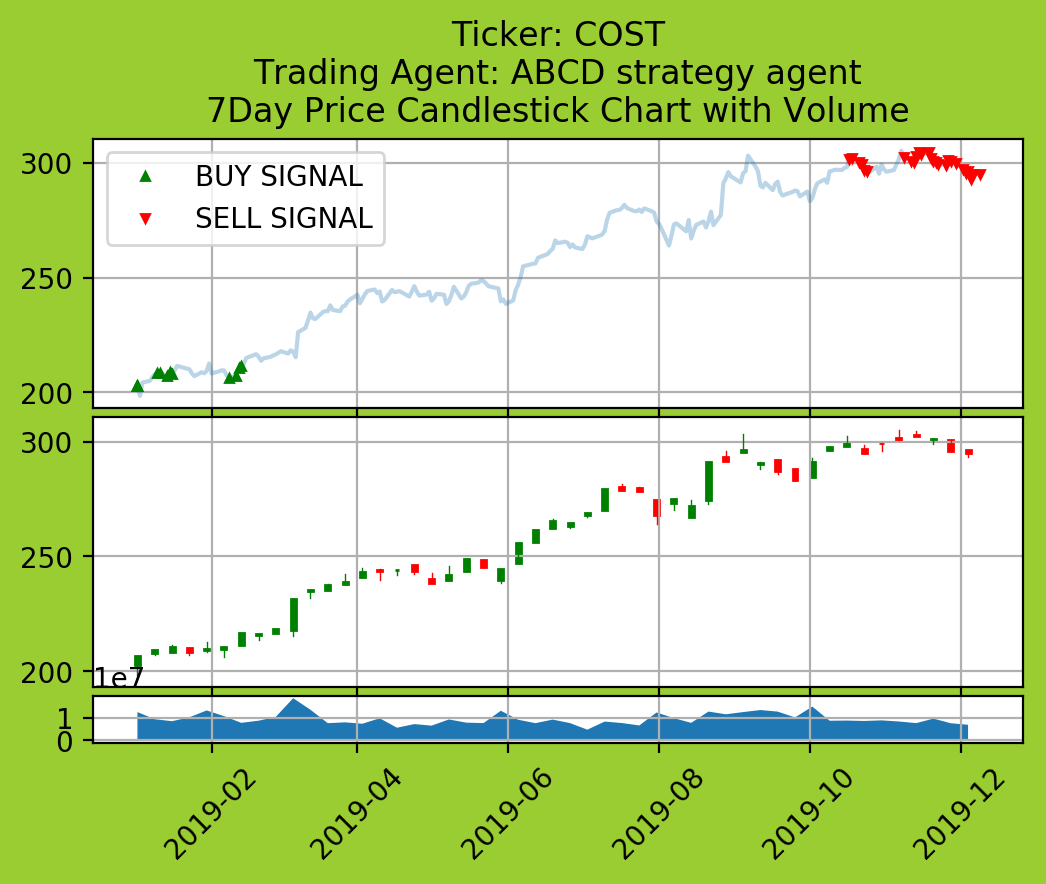 Ticker: COST
Trading Agent: ABCD strategy agent
7Day Price Candlestick Chart with Volume
BUY SIGNAL
SELL SIGNAL
300
250
200
300
250
200
1e7
1
0
2019-02
2019-04
2019-06
2019-08
2019-10
2019-12